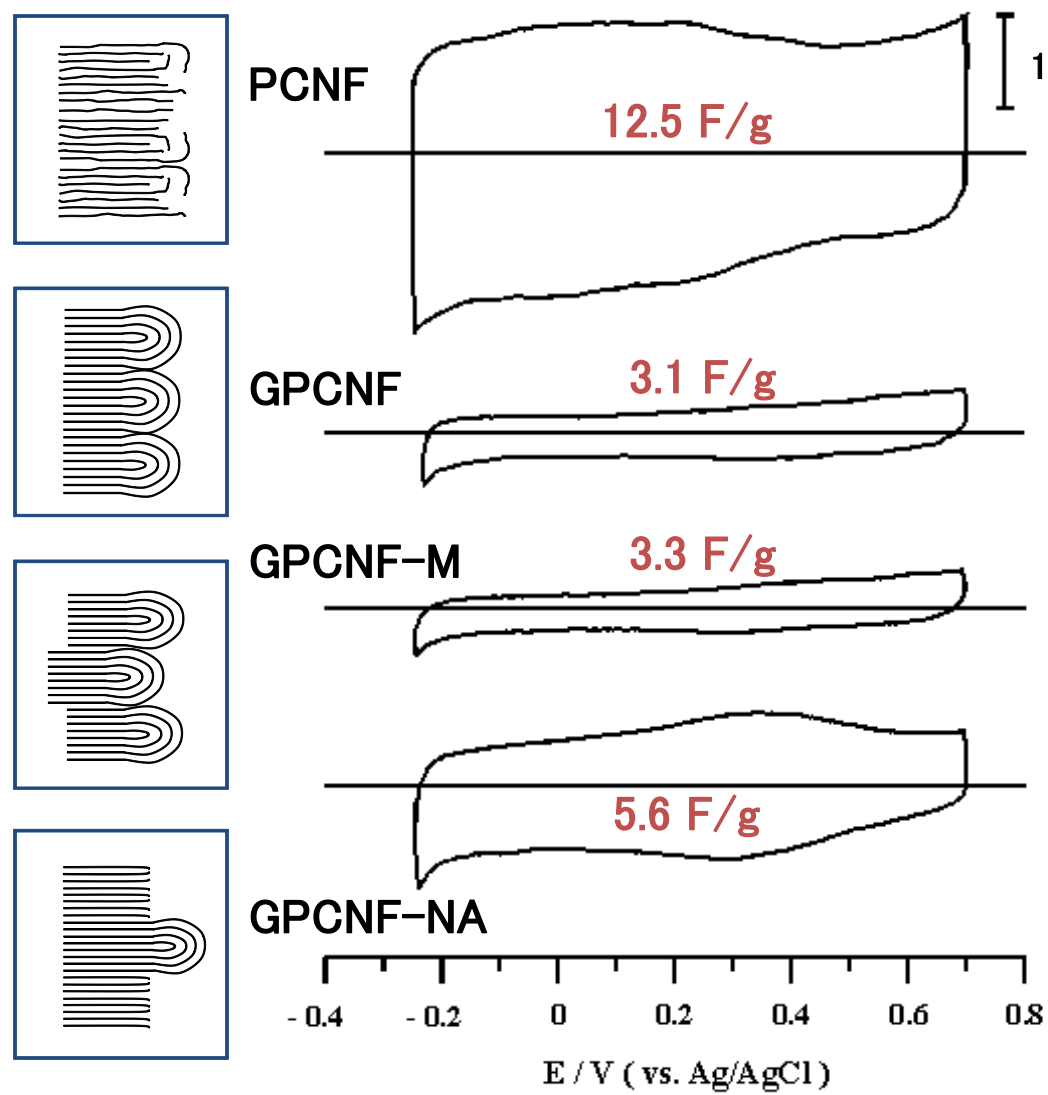 PCNF
12.5 F/g
1
GPCNF
3.1 F/g
GPCNF-M
3.3 F/g
5.6 F/g
GPCNF-NA
- 0.4 - 0.2 0 0.2 0.4 0.6 0.8
E / V ( vs. Ag/AgCl )